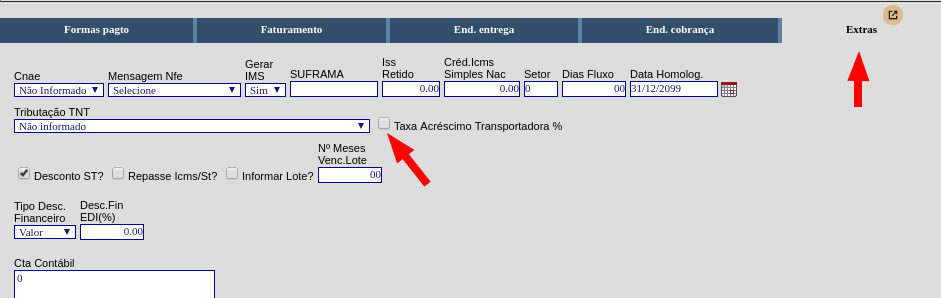 Formas pagto Faturamento End. entrega End. cobrança Extras
Gerar Iss Créd.Icms
Cnae Mensagem Nfe IMS SUFRAMA Retido Simples Nac Setor Dias Fluxo Data Homolog.
Não Informado Selecione Sim 0.00 0.00 0 00 31/12/2099
Tributação TNT
Não informado Taxa Acréscimo Transportadora %
Nº Meses
Venc.Lote
Desconto ST? Repasse Icms/St? Informar Lote? 00
Tipo Desc. Desc.Fin
Financeiro EDI(%)
Valor 0.00
Cta Contábil
0